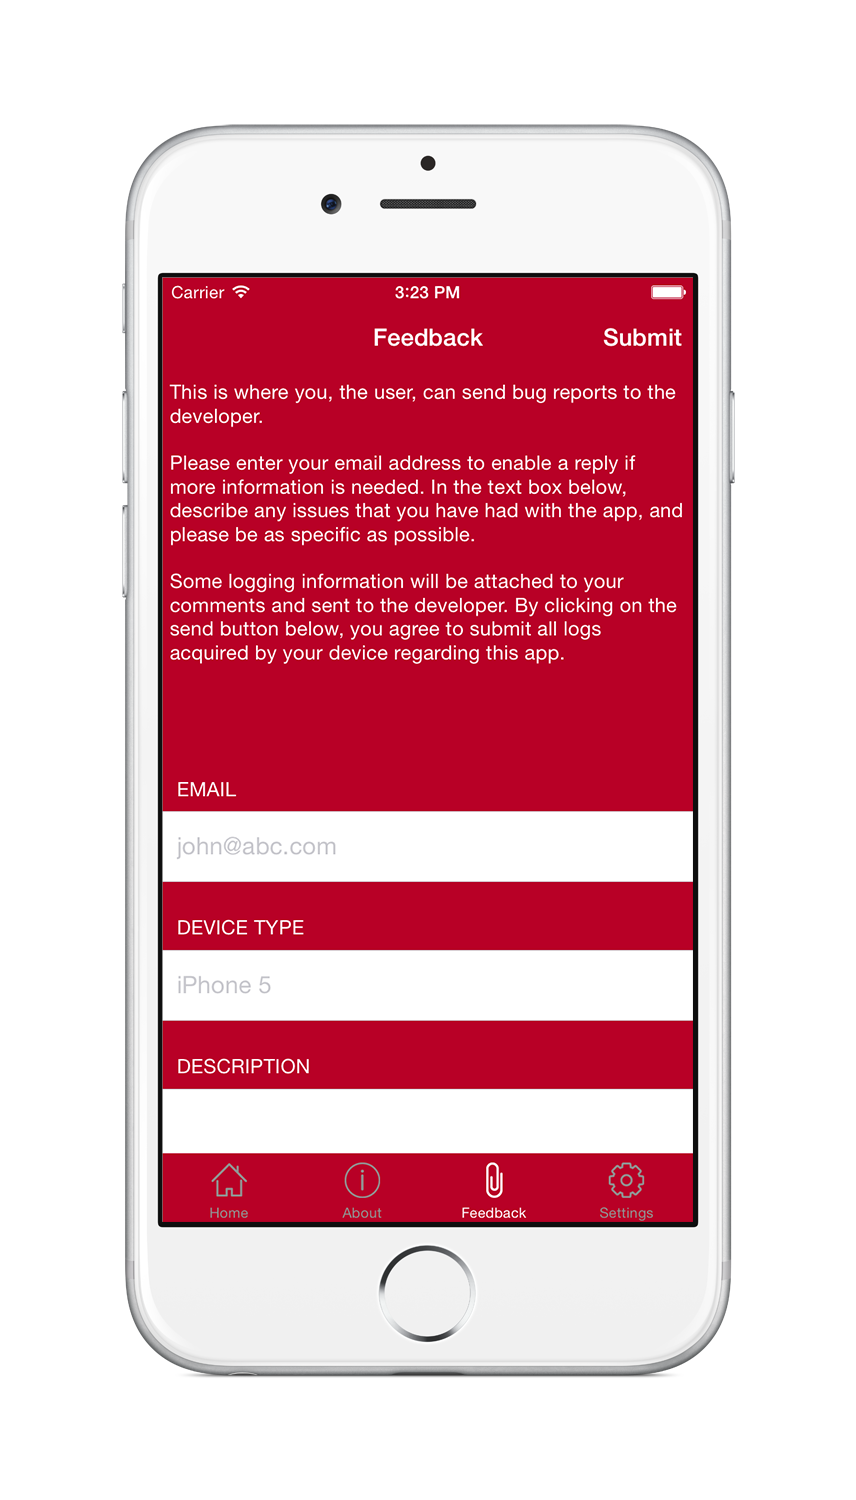 Carrier 3:23 PM
Feedback Submit
This is where you, the user, can send bug reports to the
developer.
Please enter your email address to enable a reply if
more information is needed. In the text box below,
describe any issues that you have had with the app, and
please be as specific as possible.
Some logging information will be attached to your
comments and sent to the developer. By clicking on the
send button below, you agree to submit all logs
acquired by your device regarding this app.
EMAIL
john@abc.com
DEVICE TYPE
iPhone 5
DESCRIPTION
Home About Feedback Settings